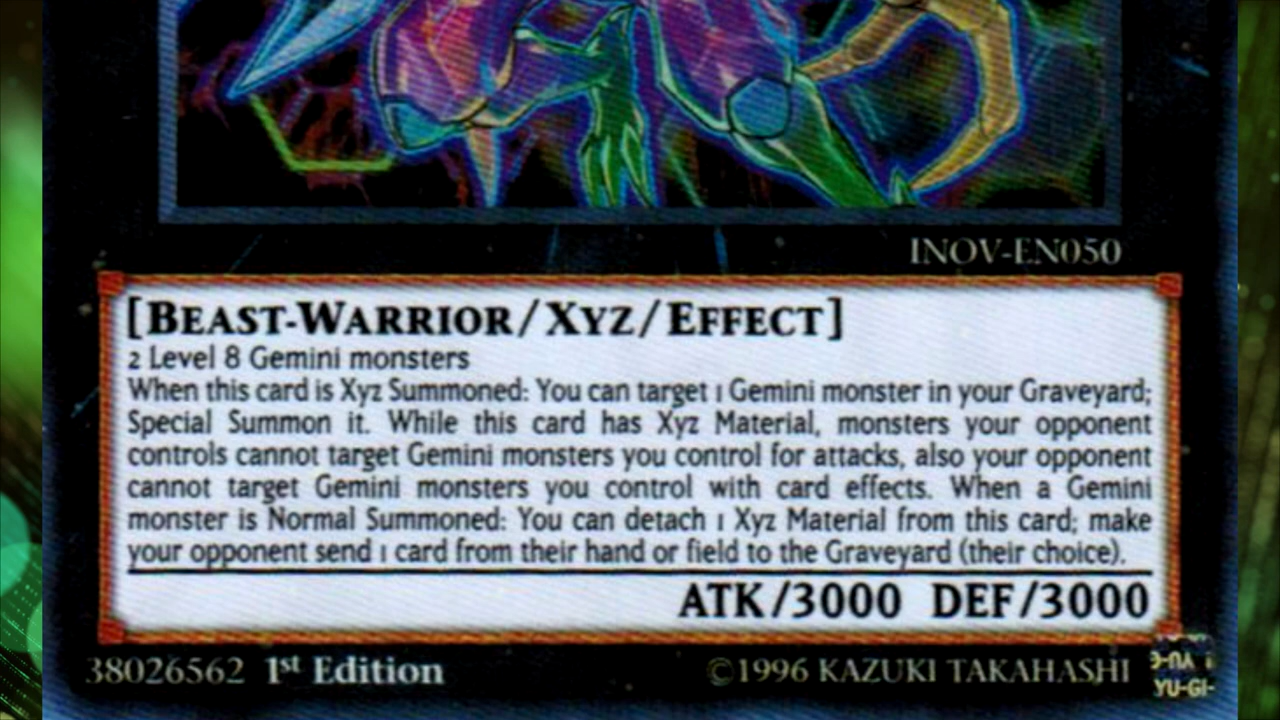 INOV-EN050
[BEAST-WARRIOR/XYZ/EFFECT]
2 Level 8 Gemini monsters
When this card is Xyz Summoned: You can target 1 Gemini monster in your Graveyard;
Special Summon it. While this card has Xyz Material, monsters your opponent
controls cannot target Gemini monsters you control for attacks, also your opponent
cannot target Gemini monsters you control with card effects. When a Gemini
monster is Normal Summoned: You can detach 1 Xyz Material from this card; make
your opponent send 1 card from their hand or field to the Graveyard (their choice).
ATK/3000 DEF/3000
38026562 1st Edition
©1996 KAZUKI TAKAHASHI
YU-GI-